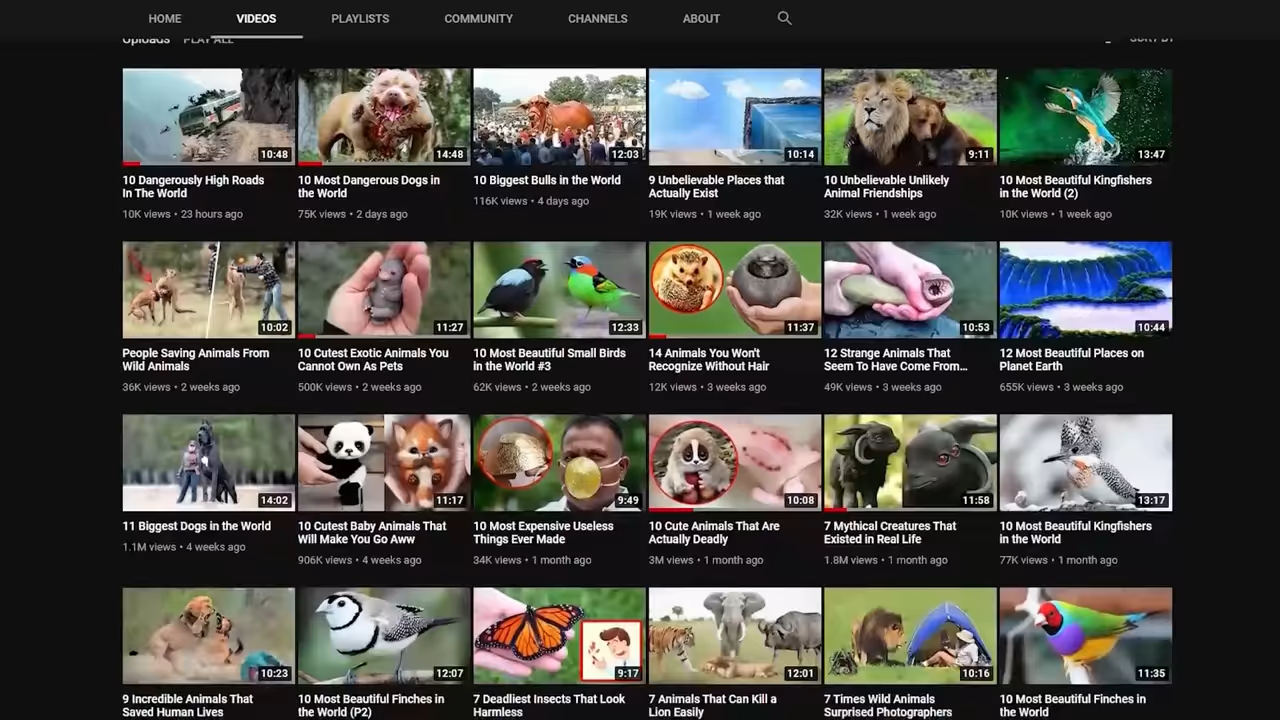 HOME VIDEOS PLAYLISTS COMMUNITY CHANNELS ABOUT
Uploads PLAY ALL SORT BY
10:48 14:48 12:03 10:14 9:11 13:47
10 Dangerously High Roads
In The World
10K views • 23 hours ago
10 Most Dangerous Dogs in
the World
75K views • 2 days ago
10 Biggest Bulls in the World
116K views • 4 days ago
9 Unbelievable Places that
Actually Exist
19K views • 1 week ago
10 Unbelievable Unlikely
Animal Friendships
32K views • 1 week ago
10 Most Beautiful Kingfishers
in the World (2)
10K views • 1 week ago
10:02 11:27 12:33 11:37 10:53 10:44
People Saving Animals From
Wild Animals
36K views • 2 weeks ago
10 Cutest Exotic Animals You
Cannot Own As Pets
500K views • 2 weeks ago
10 Most Beautiful Small Birds
in the World #3
62K views • 2 weeks ago
14 Animals You Won't
Recognize Without Hair
12K views • 3 weeks ago
12 Strange Animals That
Seem To Have Come From...
49K views • 3 weeks ago
12 Most Beautiful Places on
Planet Earth
655K views • 3 weeks ago
14:02 11:17 9:49 10:08 11:58 13:17
11 Biggest Dogs in the World
1.1M views • 4 weeks ago
10 Cutest Baby Animals That
Will Make You Go Aww
906K views • 4 weeks ago
10 Most Expensive Useless
Things Ever Made
34K views • 1 month ago
10 Cute Animals That Are
Actually Deadly
3M views • 1 month ago
7 Mythical Creatures That
Existed in Real Life
1.8M views • 1 month ago
10 Most Beautiful Kingfishers
in the World
77K views • 1 month ago
10:23 12:07 9:17 12:01 10:16 11:35
9 Incredible Animals That
Saved Human Lives
10 Most Beautiful Finches in
the World (P2)
7 Deadliest Insects That Look
Harmless
7 Animals That Can Kill a
Lion Easily
7 Times Wild Animals
Surprised Photographers
10 Most Beautiful Finches in
the World